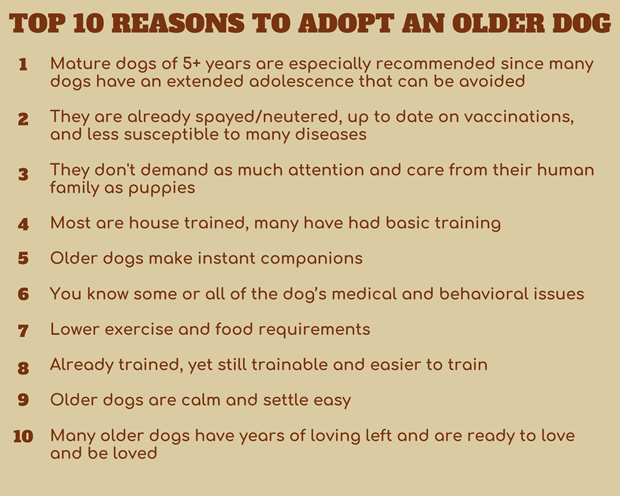 TOP 10 REASONS TO ADOPT AN OLDER DOG
1 Mature dogs of 5+ years are especially recommended since many
dogs have an extended adolescence that can be avoided
2 They are already spayed/neutered, up to date on vaccinations,
and less susceptible to many diseases
3 They don't demand as much attention and care from their human
family as puppies
4 Most are house trained, many have had basic training
5 Older dogs make instant companions
6 You know some or all of the dog's medical and behavioral issues
7 Lower exercise and food requirements
8 Already trained, yet still trainable and easier to train
9 Older dogs are calm and settle easy
10 Many older dogs have years of loving left and are ready to love
and be loved